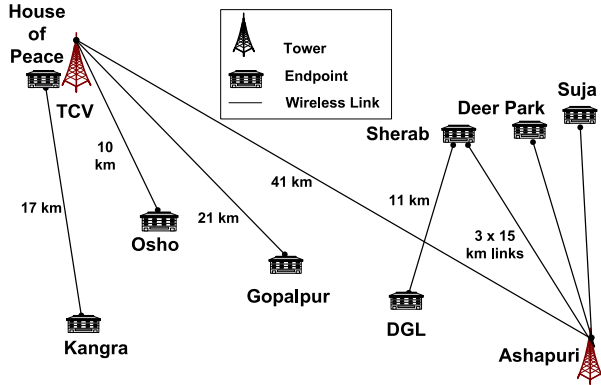 House
of
Peace
TCV
Tower
Endpoint
Wireless Link
Suja
Deer Park
Sherab
10
km
41 km
11 km
17 km
21 km
Osho
3 x 15
km links
Gopalpur
DGL
Kangra
Ashapuri